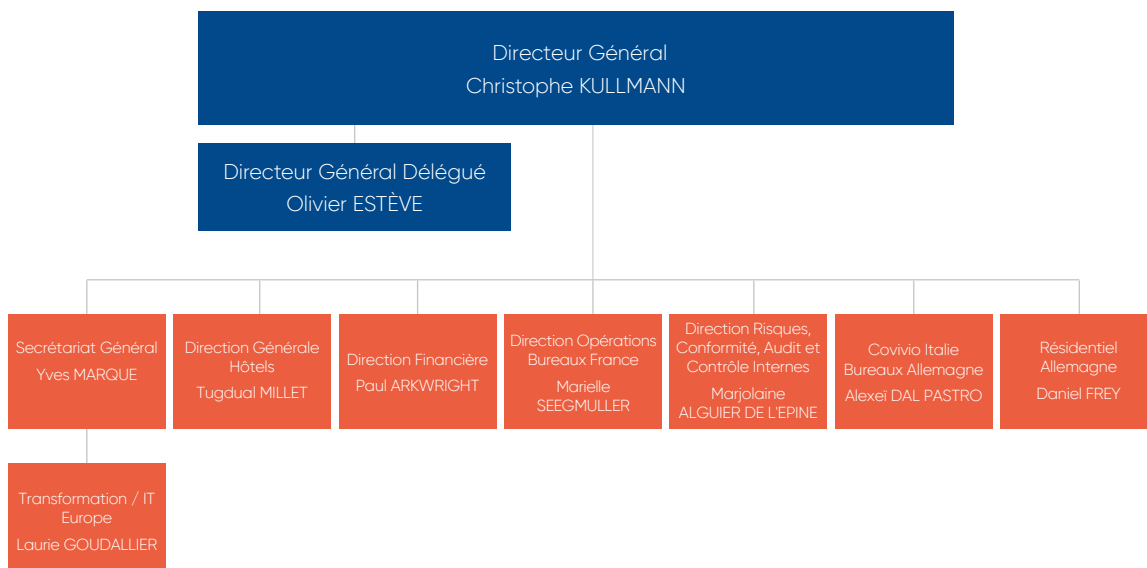 Directeur Général
Christophe KULLMANN
Directeur Général Délégué
Olivier ESTÈVE
Secrétariat Général
Yves MARQUE
Direction Générale
Hôtels
Tugdual MILLET
Direction Financière
Paul ARKWRIGHT
Direction Opérations
Bureaux France
Marielle
SEEGMULLER
Direction Risques,
Conformité, Audit et
Contrôle Internes
Marjolaine
ALGUIER DE L'EPINE
Covivio Italie
Bureaux Allemagne
Alexeï DAL PASTRO
Résidentiel
Allemagne
Daniel FREY
Transformation / IT
Europe
Laurie GOUDALLIER